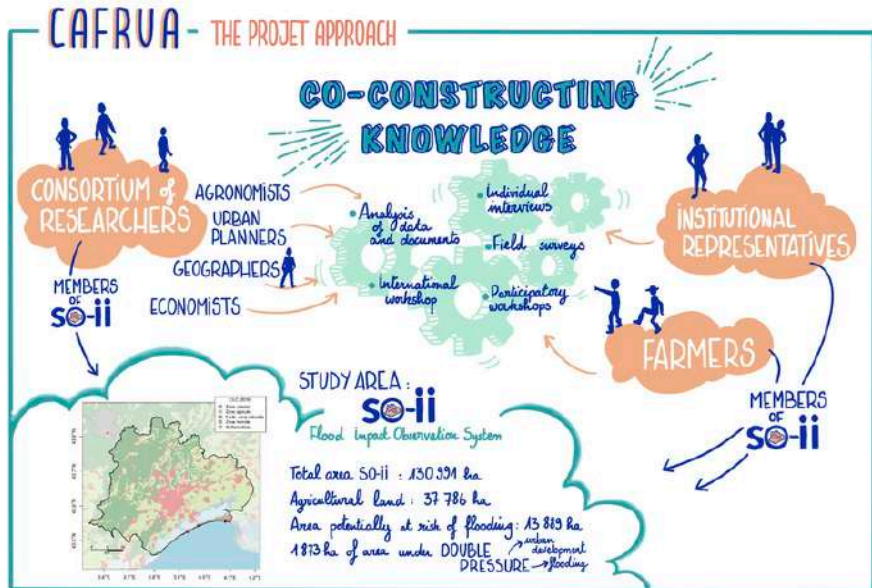 CAFRUA - THE PROJET APPROACH
CO-CONSTRUCTING
KNOWLEDGE
CONSORTIUM of
RESEARCHERS
MEMBERS
OF
so-ii
AGRONOMISTS
URBAN
PLANNERS
GEOGRAPHERS
ECONOMISTS
• Analysis
of data
and documents
• International
workshop
• Individual
interviews
• Field surveys
• Participatory
workshops
INSTITUTIONAL
REPRESENTATIVES
FARMERS
MEMBERS
OF
so-ii
STUDY AREA :
so-ii
Flood Impact Observation System
Total area SO-ii : 130 991 ha
Agricultural land : 37 786 ha
Area potentially at risk of flooding : 13 889 ha
1873 ha of area under DOUBLE
PRESSURE
urban
development
flooding